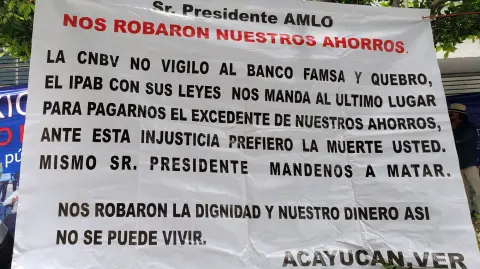 Sr. Presidente AMLO
NOS ROBARON NUESTROS AHORROS.
LA CNBV NO VIGILO AL BANCO FAMSA Y QUEBRO,
EL IPAB CON SUS LEYES NOS MANDA AL ULTIMO LUGAR
PARA PAGARNOS EL EXCEDENTE DE NUESTROS AHORROS,
ANTE ESTA INJUSTICIA PREFIERO LA MUERTE USTED.
MISMO SR. PRESIDENTE MANDENOS A MATAR.
NOS ROBARON LA DIGNIDAD Y NUESTRO DINERO ASI
NO SE PUEDE VIVIR.
ACAYUCAN,VER